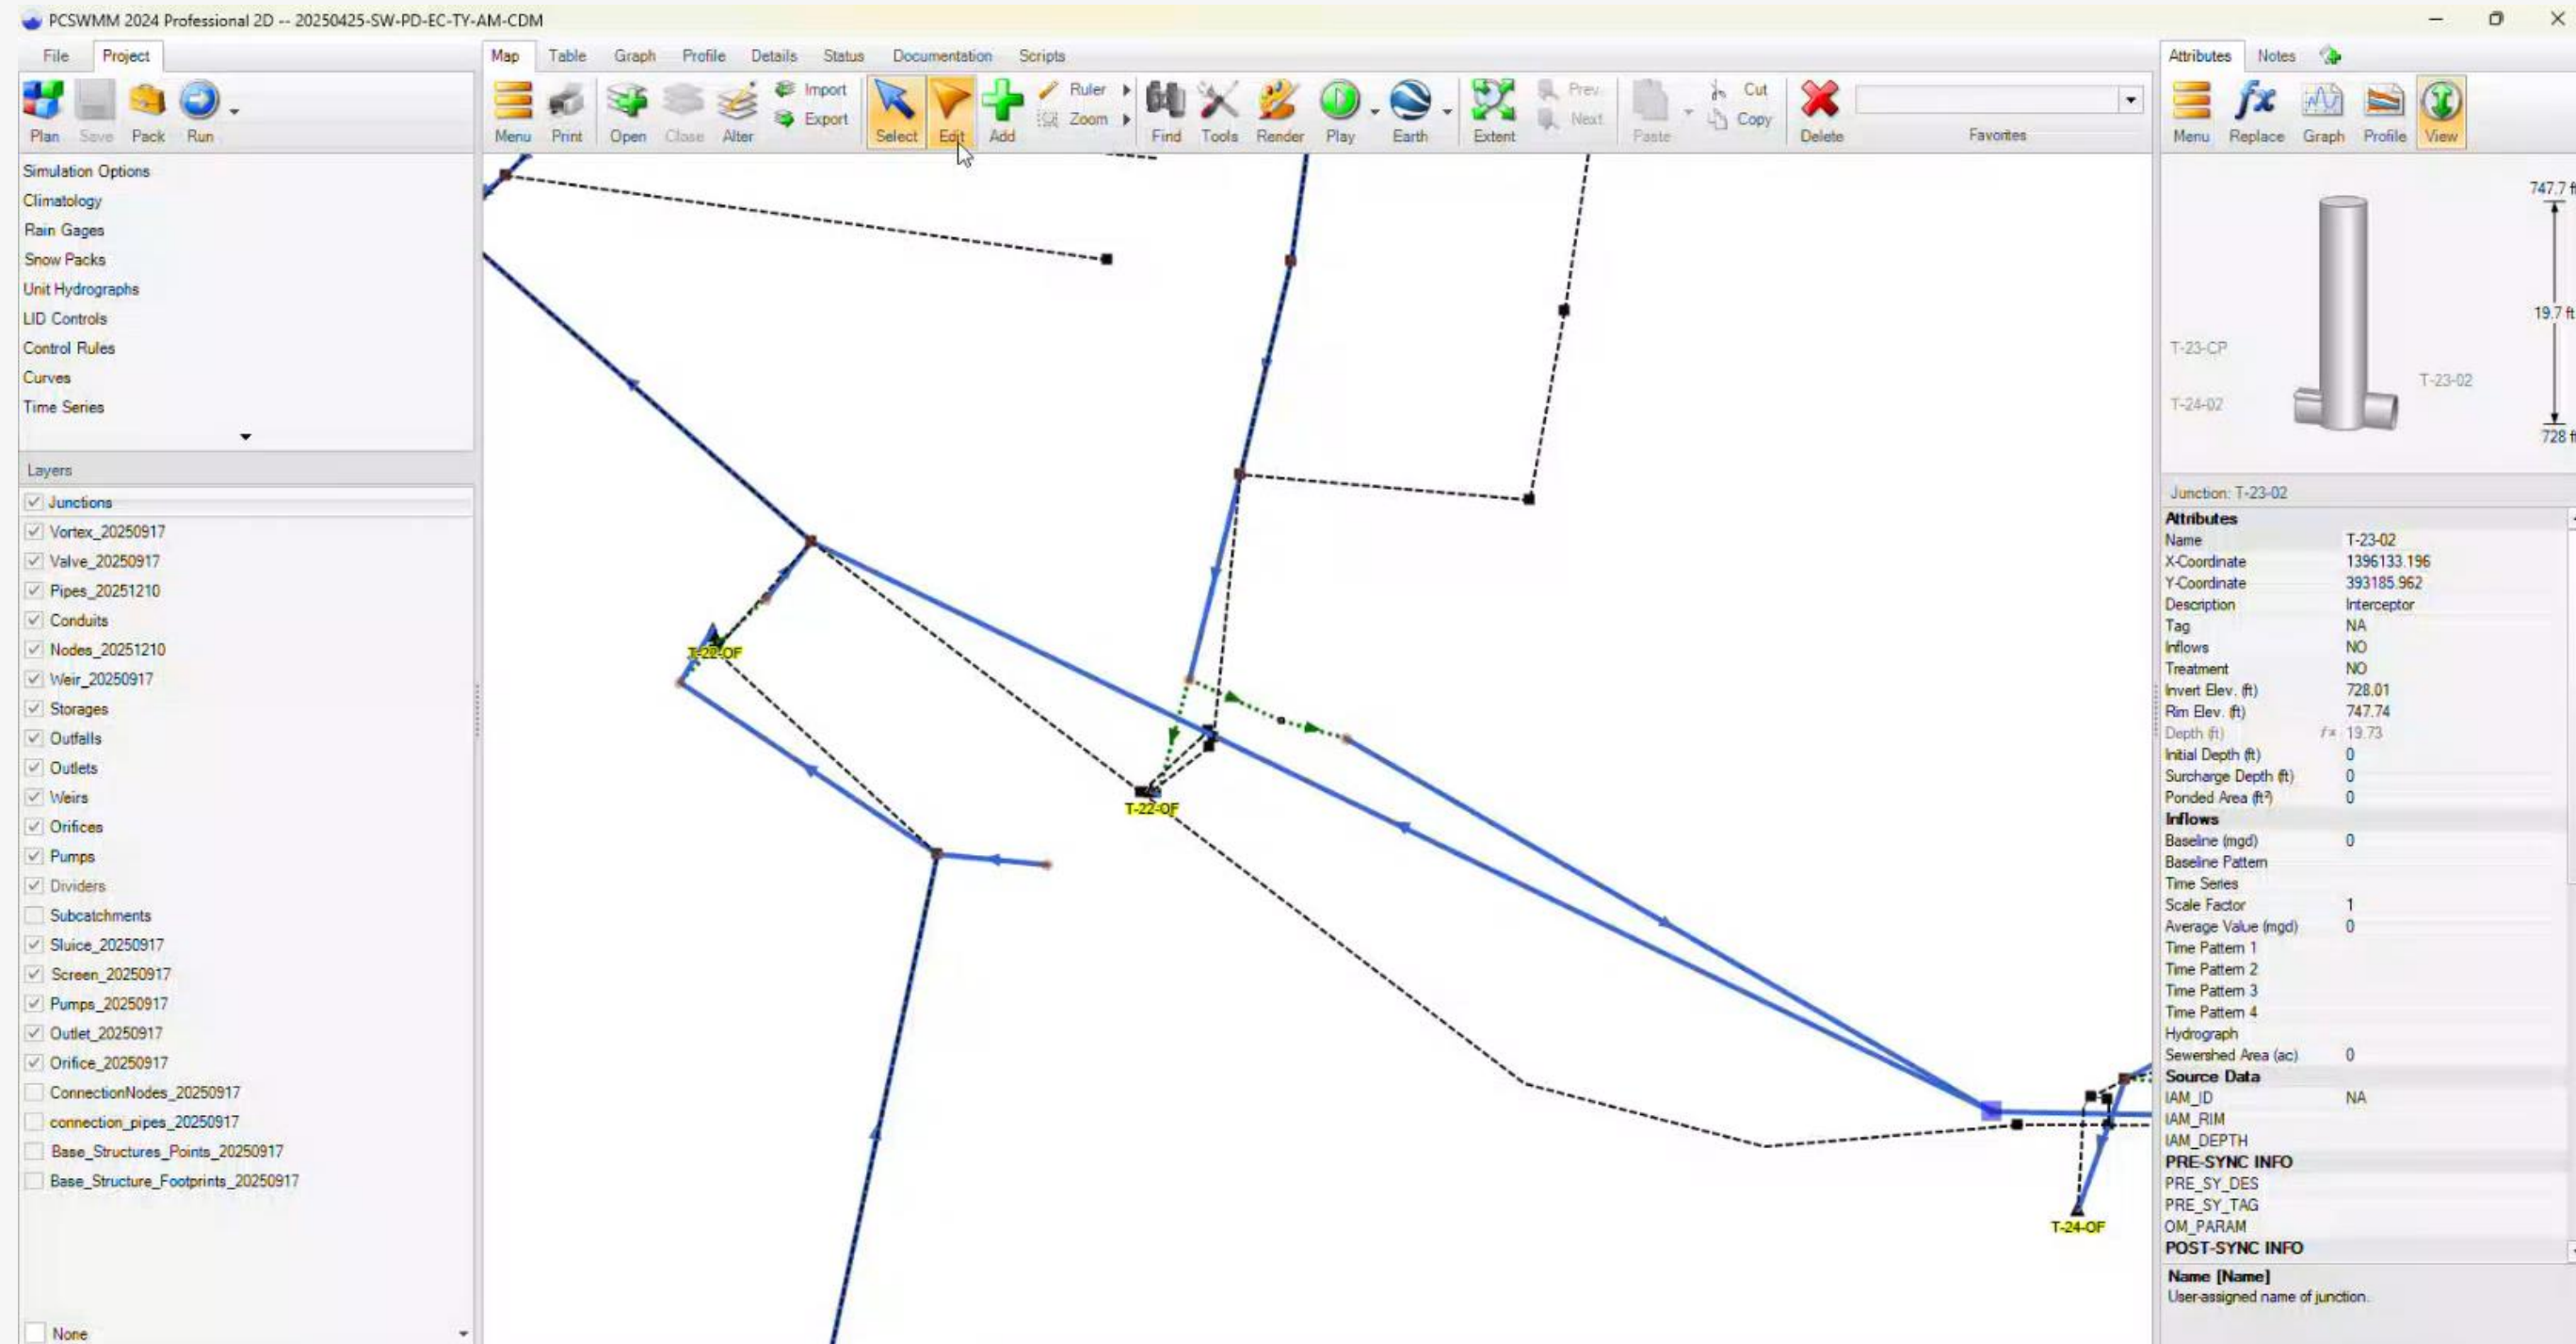 PCSWMM 2024 Professional 2D -- 20250425-SW-PD-EC-TY-AM-CDM
File Project
Plan Save Pack Run
Simulation Options
Climatology
Rain Gages
Snow Packs
Unit Hydrographs
LID Controls
Control Rules
Curves
Time Series
Layers
Junctions
Vortex_20250917
Valve_20250917
Pipes_20251210
Conduits
Nodes_20251210
Weir_20250917
Storages
Outfalls
Outlets
Weirs
Orifices
Pumps
Dividers
Subcatchments
Sluice_20250917
Screen_20250917
Pumps_20250917
Outlet_20250917
Orifice_20250917
ConnectionNodes_20250917
connection_pipes_20250917
Base_Structures_Points_20250917
Base_Structure_Footprints_20250917
None
Map Table Graph Profile Details Status Documentation Scripts
Menu Print Open Close Alter Import Export Select Edit Add Ruler Zoom Find Tools Render Play Earth Extent Prev Next Paste Cut Copy Delete Favorites
T-22-OF
T-22-OF
T-24-OF
Attributes Notes
Menu Replace Graph Profile View
747.7 ft
19.7 ft
T-23-CP
T-23-02
T-24-02
728 ft
Junction: T-23-02
Attributes
Name T-23-02
X-Coordinate 1396133.196
Y-Coordinate 393185.962
Description Interceptor
Tag NA
Inflows NO
Treatment NO
Invert Elev. (ft) 728.01
Rim Elev. (ft) 747.74
Depth (ft) fx 19.73
Initial Depth (ft) 0
Surcharge Depth (ft) 0
Ponded Area (ft²) 0
Inflows
Baseline (mgd) 0
Baseline Pattern
Time Series
Scale Factor 1
Average Value (mgd) 0
Time Pattern 1
Time Pattern 2
Time Pattern 3
Time Pattern 4
Hydrograph
Sewershed Area (ac) 0
Source Data
IAM_ID NA
IAM_RIM
IAM_DEPTH
PRE-SYNC INFO
PRE_SY_DES
PRE_SY_TAG
OM_PARAM
POST-SYNC INFO
Name [Name]
User-assigned name of junction.